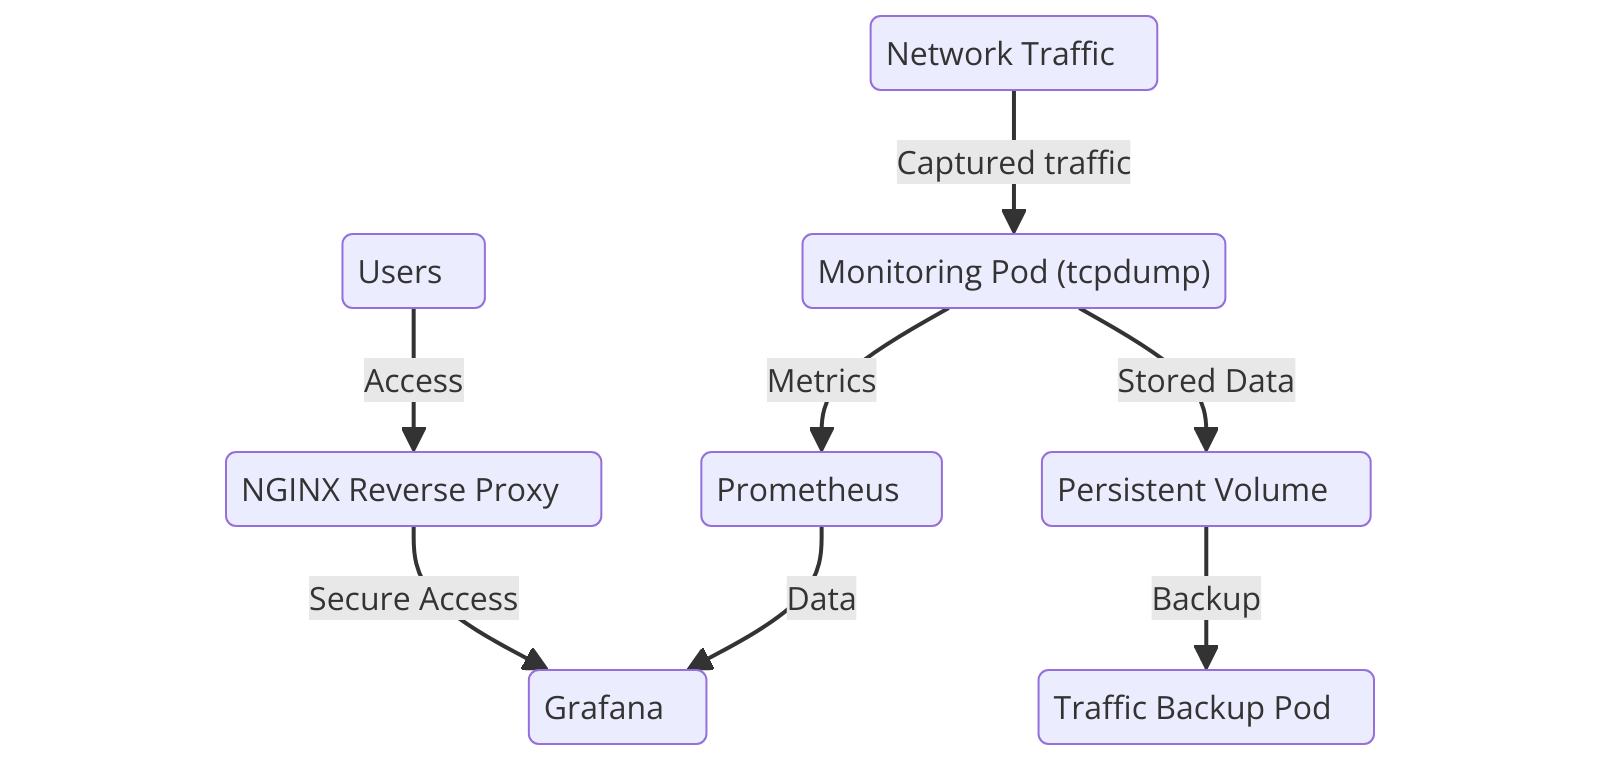 Network Traffic
Captured traffic
Users
Monitoring Pod (tcpdump)
Access
Metrics
Stored Data
NGINX Reverse Proxy
Prometheus
Persistent Volume
Secure Access
Data
Backup
Grafana
Traffic Backup Pod